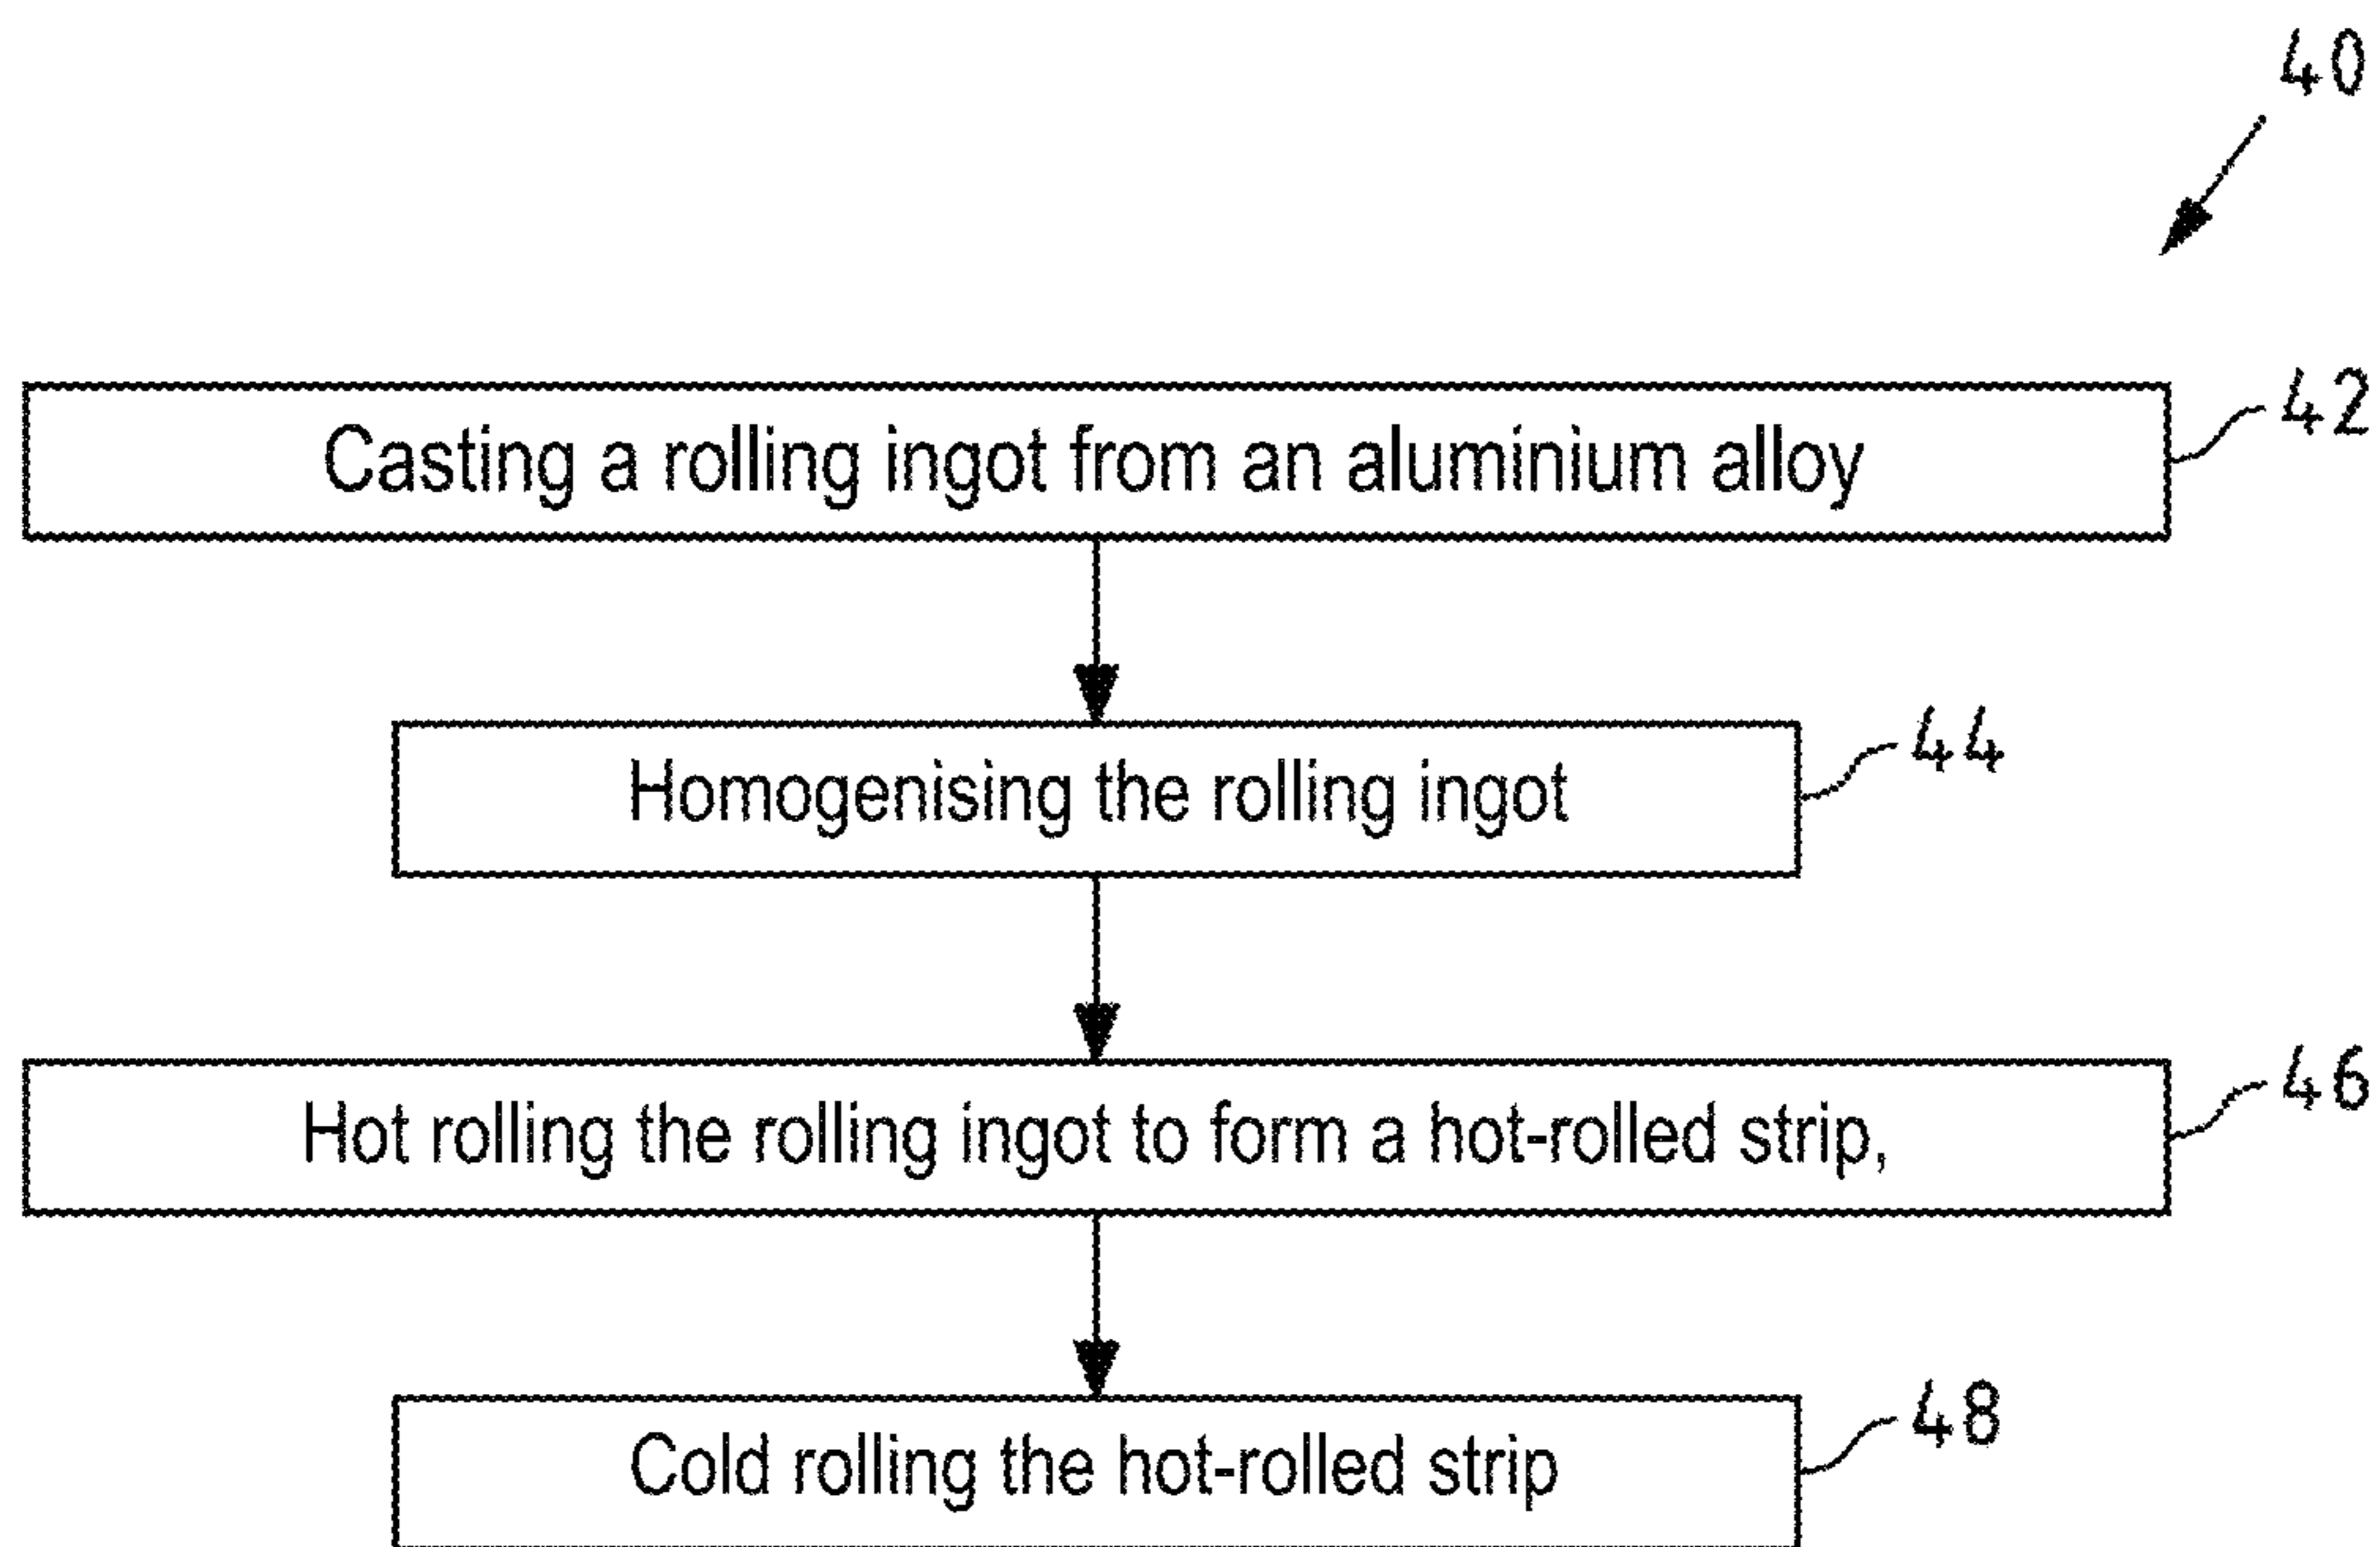 40
Casting a rolling ingot from an aluminium alloy
42
Homogenising the rolling ingot
44
Hot rolling the rolling ingot to form a hot-rolled strip,
46
Cold rolling the hot-rolled strip
48